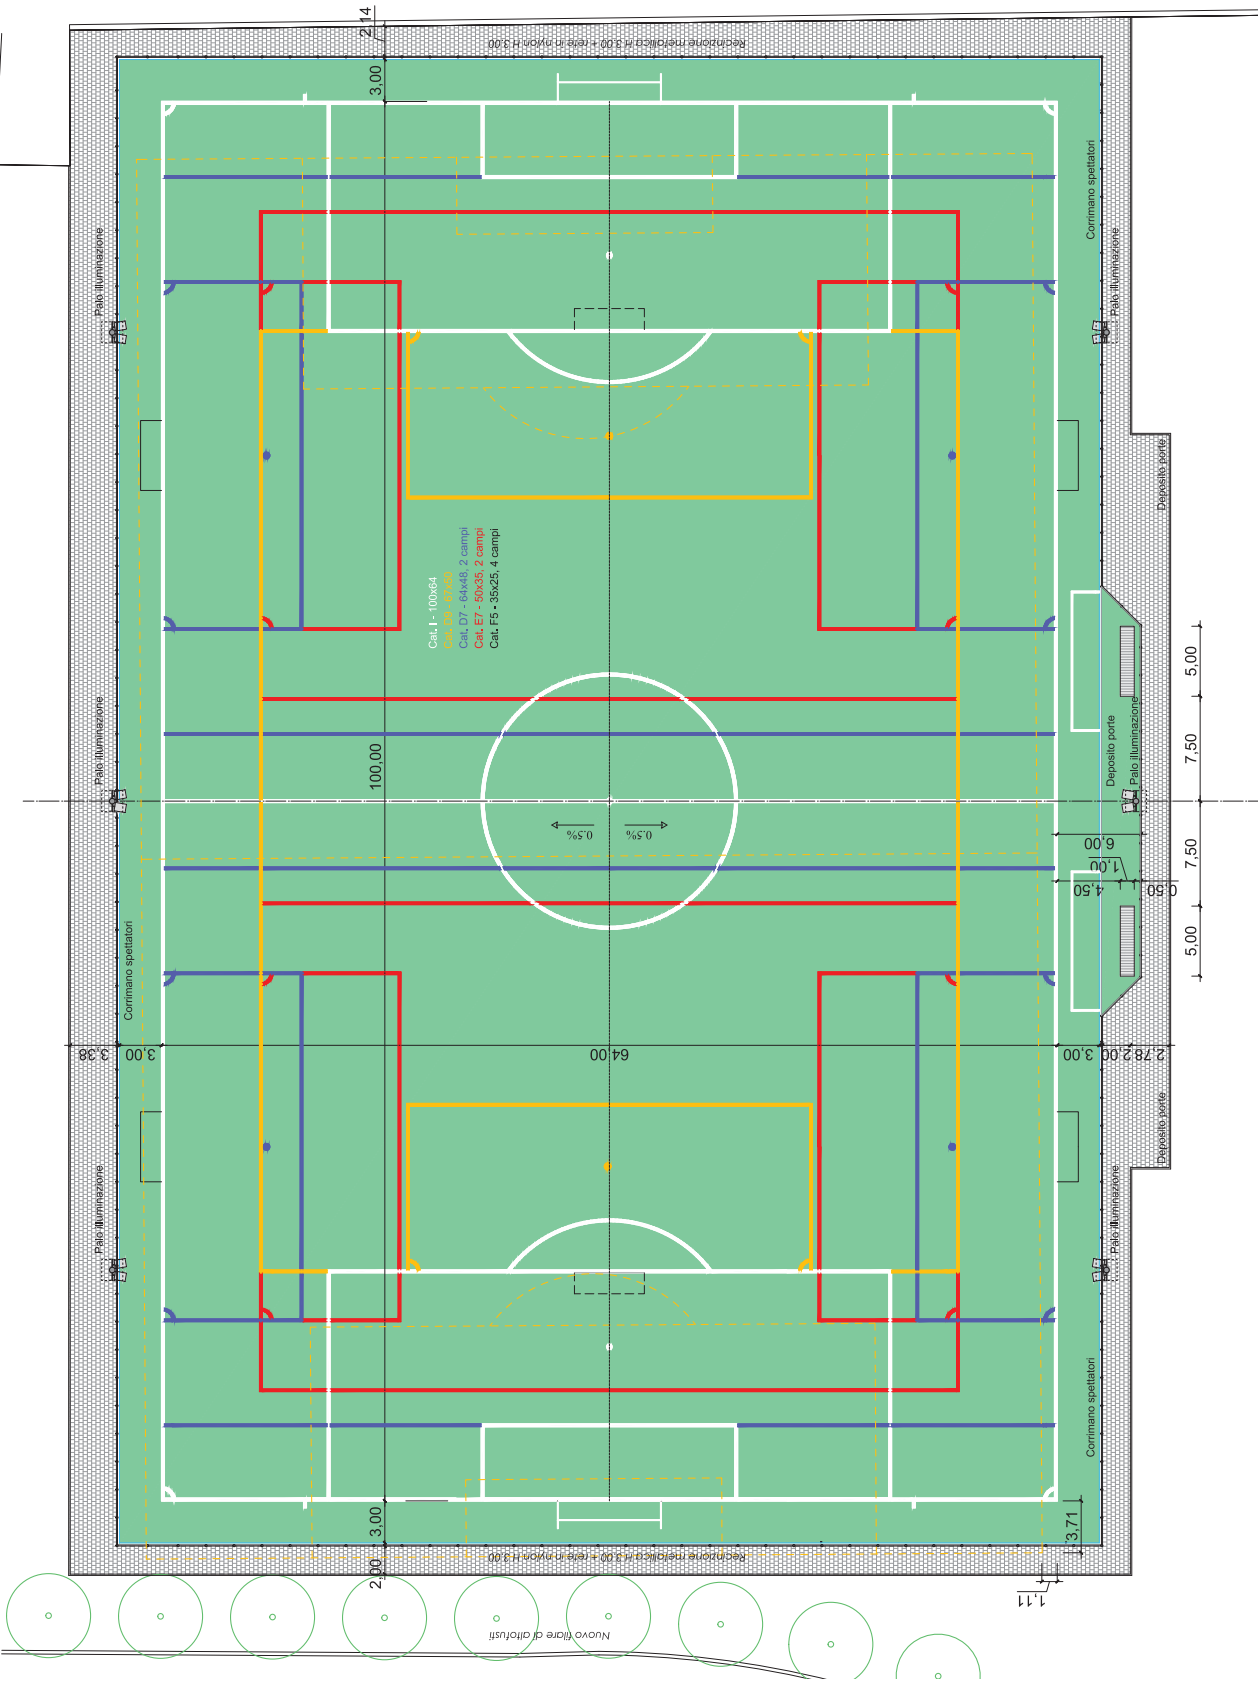 2,14
Recinzione metallica H 3.00 + rete in nylon H 3.00
3,00
Corrimano spettatori
Palo illuminazione
Palo illuminazione
Deposito porte
Cat. I - 100x64
Cat. D9 - 67x50
Cat. D7 - 64x48, 2 campi
Cat. E7 - 50x35, 2 campi
Cat. F5 - 35x25, 4 campi
5,00
Palo illuminazione
100,00
7,50
Deposito porte
Palo illuminazione
0.5%
0.5%
6,00
1,00
7,50
4,50
0,50
Corrimano spettatori
5,00
3,38
3,00
64,00
3,00
2,00
2,78
Deposito porte
Palo illuminazione
Palo illuminazione
Corrimano spettatori
3,00
3,71
Recinzione metallica H 3.00 + rete in nylon H 3.00
2,00
1,11
Nuovo filare di altofusti